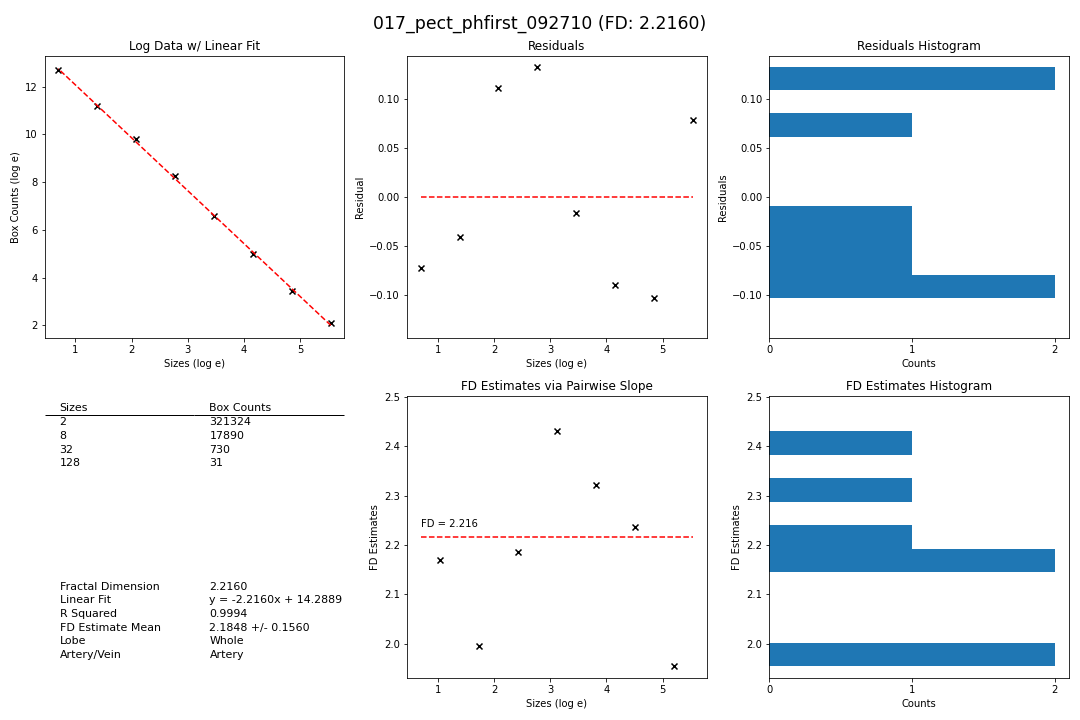 017_pect_phfirst_092710 (FD: 2.2160)
Log Data w/ Linear Fit
Box Counts (log e)
12
10
8
6
4
2
1 2 3 4 5
Sizes (log e)
Residuals
Residual
0.10
0.05
0.00
−0.05
−0.10
1 2 3 4 5
Sizes (log e)
Residuals Histogram
Residuals
0.10
0.05
0.00
−0.05
−0.10
0 1 2
Counts
Sizes Box Counts
2 321324
8 17890
32 730
128 31
Fractal Dimension 2.2160
Linear Fit y = -2.2160x + 14.2889
R Squared 0.9994
FD Estimate Mean 2.1848 +/- 0.1560
Lobe Whole
Artery/Vein Artery
FD Estimates via Pairwise Slope
FD Estimates
2.5
2.4
2.3
2.2
2.1
2.0
FD = 2.216
1 2 3 4 5
Sizes (log e)
FD Estimates Histogram
FD Estimates
2.5
2.4
2.3
2.2
2.1
2.0
0 1 2
Counts